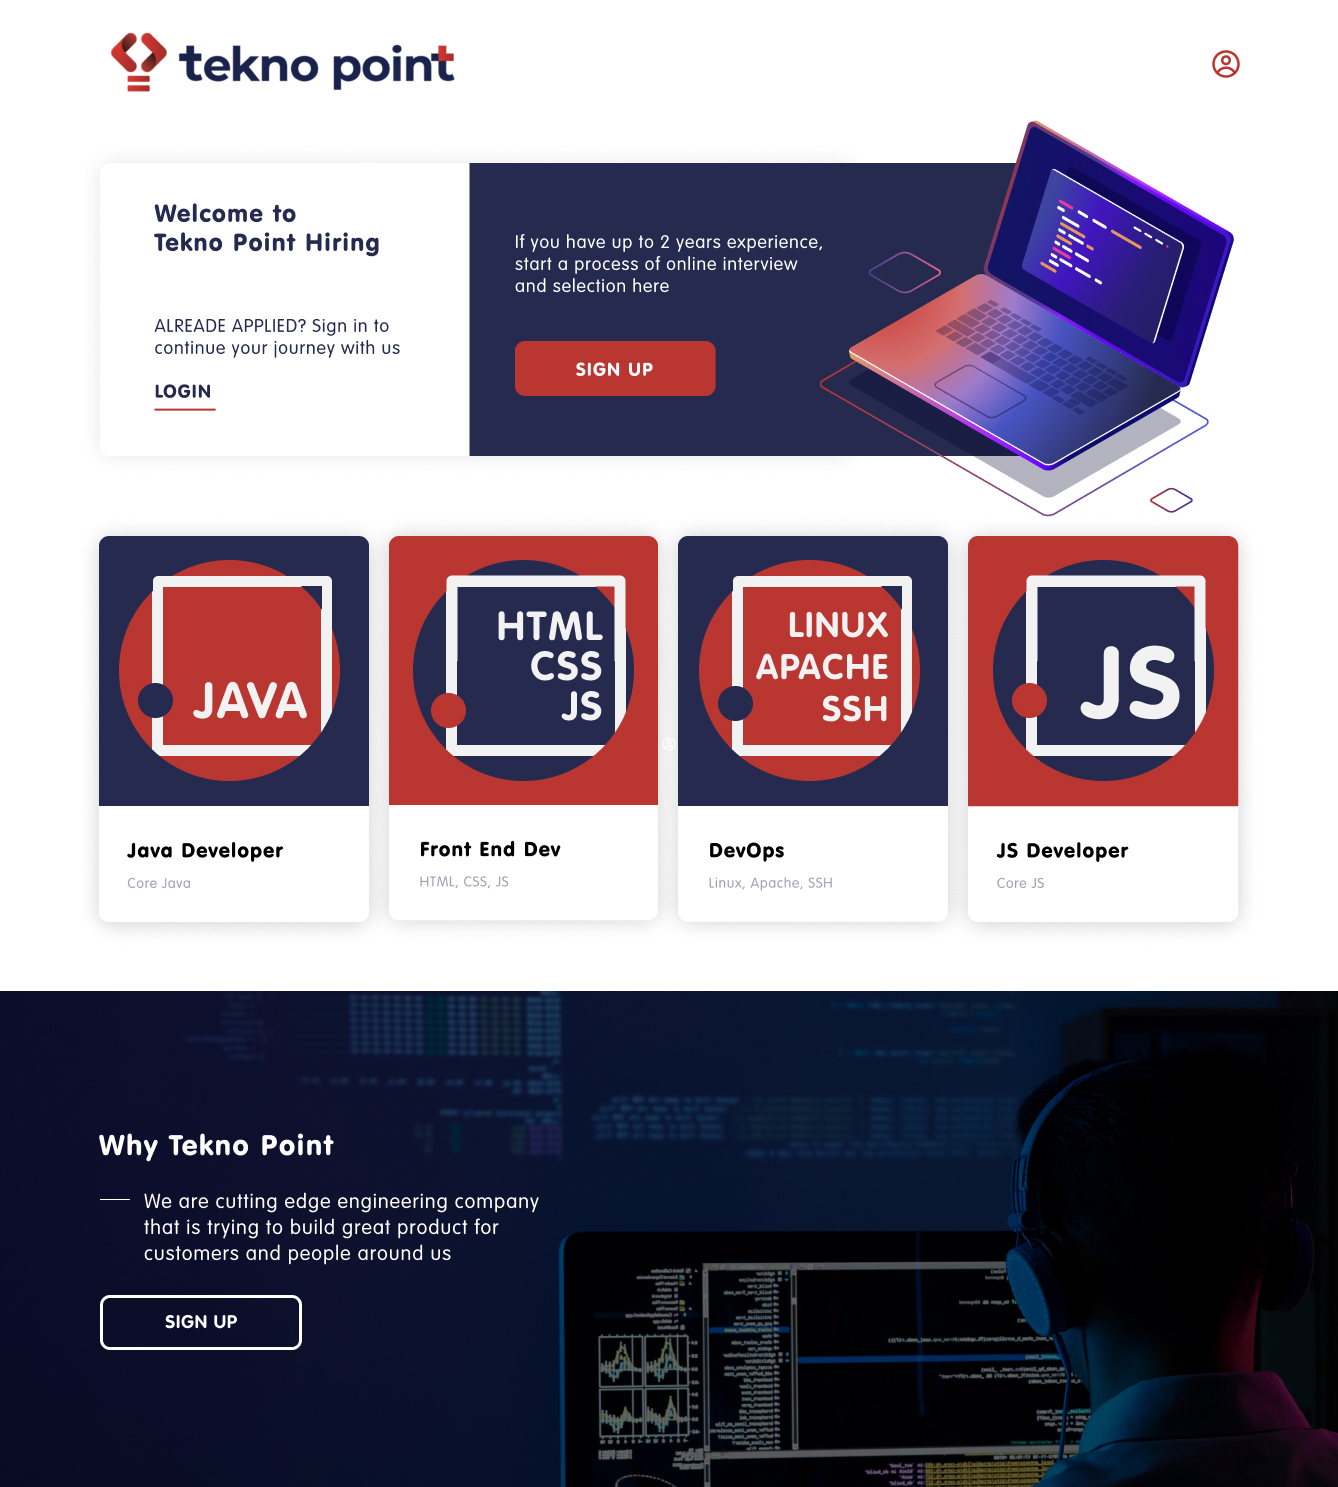 tekno point
Welcome to
Tekno Point Hiring
ALREADE APPLIED? Sign in to
continue your journey with us
LOGIN
If you have up to 2 years experience,
start a process of online interview
and selection here
SIGN UP
JAVA
Java Developer
Core Java
HTML
CSS
JS
Front End Dev
HTML, CSS, JS
LINUX
APACHE
SSH
DevOps
Linux, Apache, SSH
JS
JS Developer
Core JS
Why Tekno Point
We are cutting edge engineering company
that is trying to build great product for
customers and people around us
SIGN UP